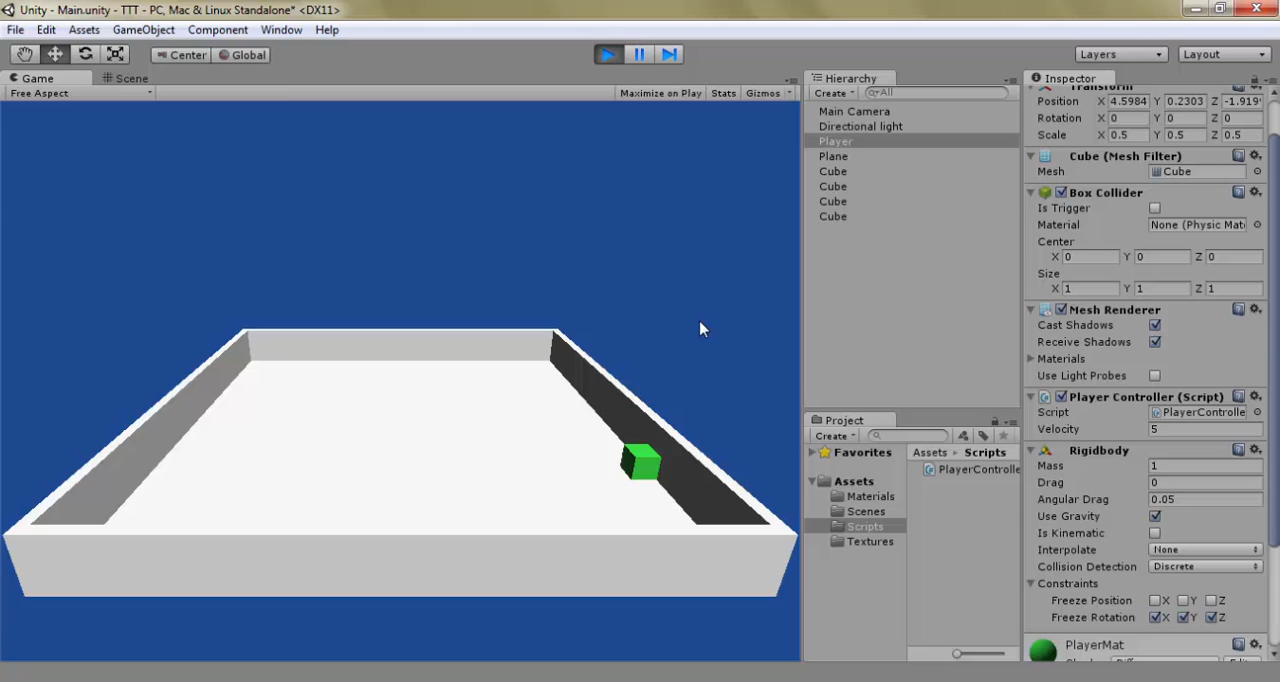 Unity - Main.unity - TTT - PC, Mac & Linux Standalone* <DX11>
File Edit Assets GameObject Component Window Help
Center Global Layers Layout
Game Scene
Free Aspect Maximize on Play Stats Gizmos
Hierarchy
Create All
Main Camera
Directional light
Player
Plane
Cube
Cube
Cube
Cube
Project
Create
Favorites
Assets
Materials
Scenes
Scripts
Textures
Assets Scripts
PlayerControlle
Inspector
Transform
Position X 4.5984 Y 0.2303 Z -1.919
Rotation X 0 Y 0 Z 0
Scale X 0.5 Y 0.5 Z 0.5
Cube (Mesh Filter)
Mesh Cube
Box Collider
Is Trigger
Material None (Physic Mat
Center
X 0 Y 0 Z 0
Size
X 1 Y 1 Z 1
Mesh Renderer
Cast Shadows
Receive Shadows
Materials
Use Light Probes
Player Controller (Script)
Script PlayerControlle
Velocity 5
Rigidbody
Mass 1
Drag 0
Angular Drag 0.05
Use Gravity
Is Kinematic
Interpolate None
Collision Detection Discrete
Constraints
Freeze Position X Y Z
Freeze Rotation X Y Z
PlayerMat